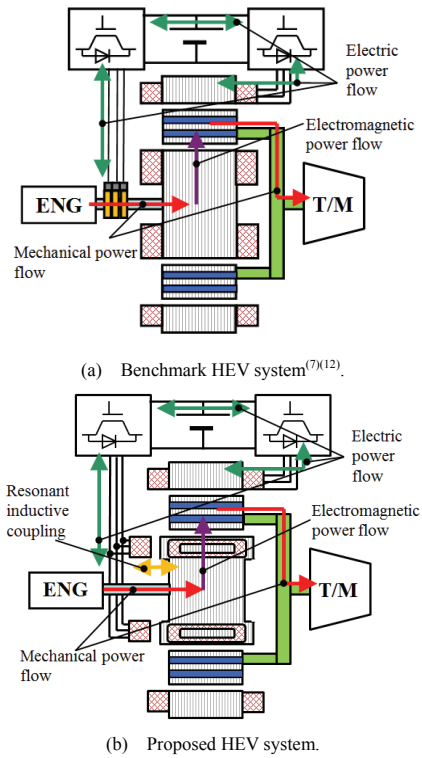 Electric
power
flow
Electromagnetic
power flow
ENG
T/M
Mechanical power
flow
(a) Benchmark HEV system(7)(12).
Electric
power
flow
Resonant
inductive
coupling
Electromagnetic
power flow
ENG
T/M
Mechanical power
flow
(b) Proposed HEV system.